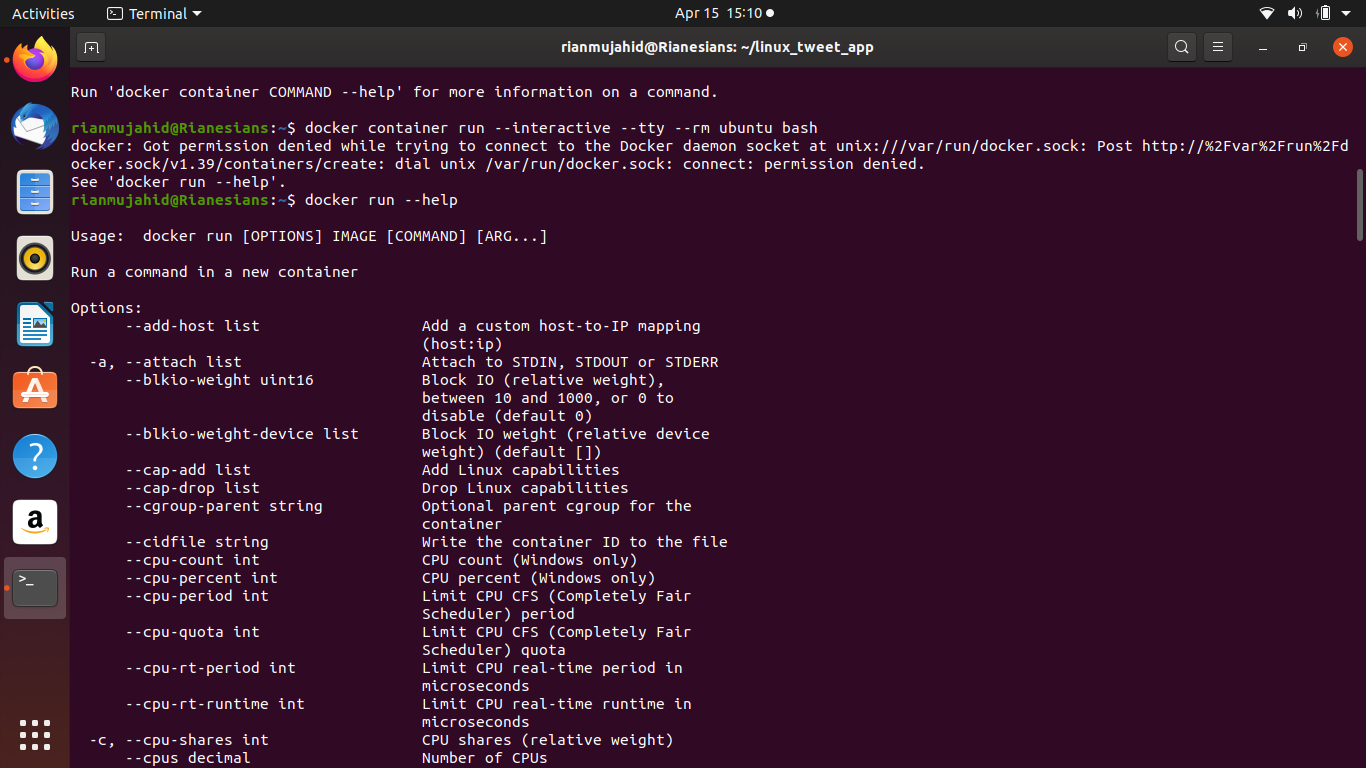 Activities
Terminal
Apr 15 15:10
rianmujahid@Rianesians: ~/linux_tweet_app
Run 'docker container COMMAND --help' for more information on a command.
rianmujahid@Rianesians:~$ docker container run --interactive --tty --rm ubuntu bash
docker: Got permission denied while trying to connect to the Docker daemon socket at unix:///var/run/docker.sock: Post http://%2Fvar%2Frun%2Fd
ocker.sock/v1.39/containers/create: dial unix /var/run/docker.sock: connect: permission denied.
See 'docker run --help'.
rianmujahid@Rianesians:~$ docker run --help
Usage:  docker run [OPTIONS] IMAGE [COMMAND] [ARG...]
Run a command in a new container
Options:
      --add-host list                  Add a custom host-to-IP mapping
                                       (host:ip)
  -a, --attach list                    Attach to STDIN, STDOUT or STDERR
      --blkio-weight uint16            Block IO (relative weight),
                                       between 10 and 1000, or 0 to
                                       disable (default 0)
      --blkio-weight-device list       Block IO weight (relative device
                                       weight) (default [])
      --cap-add list                   Add Linux capabilities
      --cap-drop list                  Drop Linux capabilities
      --cgroup-parent string           Optional parent cgroup for the
                                       container
      --cidfile string                 Write the container ID to the file
      --cpu-count int                  CPU count (Windows only)
      --cpu-percent int                CPU percent (Windows only)
      --cpu-period int                 Limit CPU CFS (Completely Fair
                                       Scheduler) period
      --cpu-quota int                  Limit CPU CFS (Completely Fair
                                       Scheduler) quota
      --cpu-rt-period int              Limit CPU real-time period in
                                       microseconds
      --cpu-rt-runtime int             Limit CPU real-time runtime in
                                       microseconds
  -c, --cpu-shares int                 CPU shares (relative weight)
      --cpus decimal                   Number of CPUs